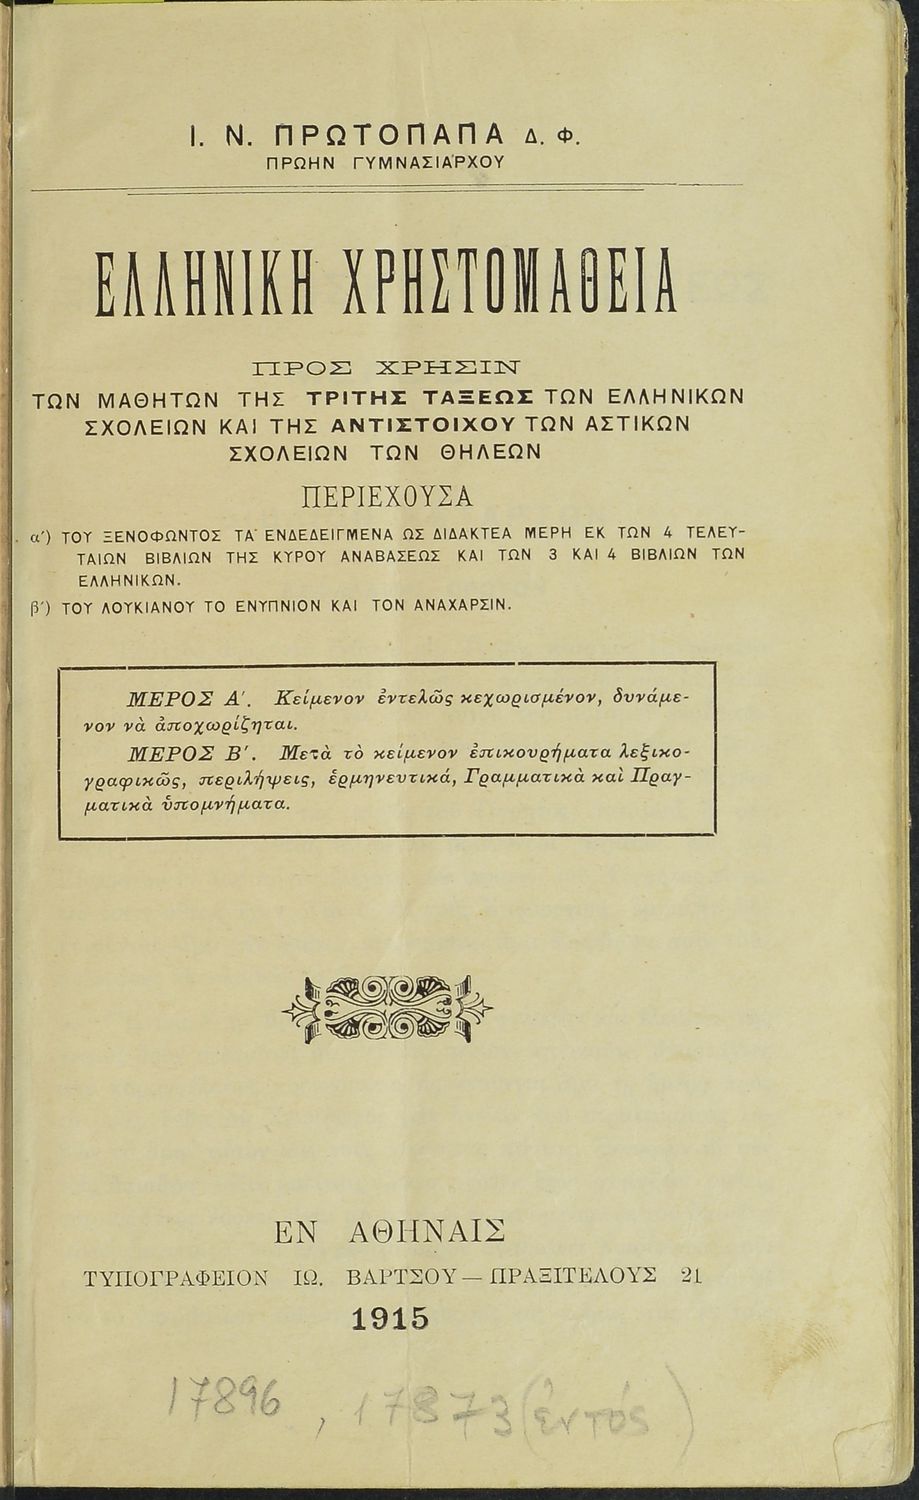 Ι. Ν. ΠΡΩΤΟΠΑΠΑ Δ. Φ.
ΠΡΩΗΝ ΓΥΜΝΑΣΙΑΡΧΟΥ
ΕΛΛΗΝΙΚΗ ΧΡΗΣΤΟΜΑΘΕΙΑ
ΠΡΟΣ ΧΡΗΣΙΝ
ΤΩΝ ΜΑΘΗΤΩΝ ΤΗΣ ΤΡΙΤΗΣ ΤΑΞΕΩΣ ΤΩΝ ΕΛΛΗΝΙΚΩΝ
ΣΧΟΛΕΙΩΝ ΚΑΙ ΤΗΣ ΑΝΤΙΣΤΟΙΧΟΥ ΤΩΝ ΑΣΤΙΚΩΝ
ΣΧΟΛΕΙΩΝ ΤΩΝ ΘΗΛΕΩΝ
ΠΕΡΙΕΧΟΥΣΑ
α′) ΤΟΥ ΞΕΝΟΦΩΝΤΟΣ ΤΑ ΕΝΔΕΔΕΙΓΜΕΝΑ ΩΣ ΔΙΔΑΚΤΕΑ ΜΕΡΗ ΕΚ ΤΩΝ 4 ΤΕΛΕΥ-
ΤΑΙΩΝ ΒΙΒΛΙΩΝ ΤΗΣ ΚΥΡΟΥ ΑΝΑΒΑΣΕΩΣ ΚΑΙ ΤΩΝ 3 ΚΑΙ 4 ΒΙΒΛΙΩΝ ΤΩΝ
ΕΛΛΗΝΙΚΩΝ.
β′) ΤΟΥ ΛΟΥΚΙΑΝΟΥ ΤΟ ΕΝΥΠΝΙΟΝ ΚΑΙ ΤΟΝ ΑΝΑΧΑΡΣΙΝ.
ΜΕΡΟΣ Α′. Κείμενον ἐντελῶς κεχωρισμένον, δυνάμε-
νον νὰ ἀποχωρίζηται.
ΜΕΡΟΣ Β′. Μετὰ τὸ κείμενον ἐπικουρήματα λεξικο-
γραφικῶς, περιλήψεις, ἑρμηνευτικά, Γραμματικὰ καὶ Πραγ-
ματικὰ ὑπομνήματα.
ΕΝ ΑΘΗΝΑΙΣ
ΤΥΠΟΓΡΑΦΕΙΟΝ ΙΩ. ΒΑΡΤΣΟΥ — ΠΡΑΞΙΤΕΛΟΥΣ 21
1915
17896, 17873 (ἐντός)